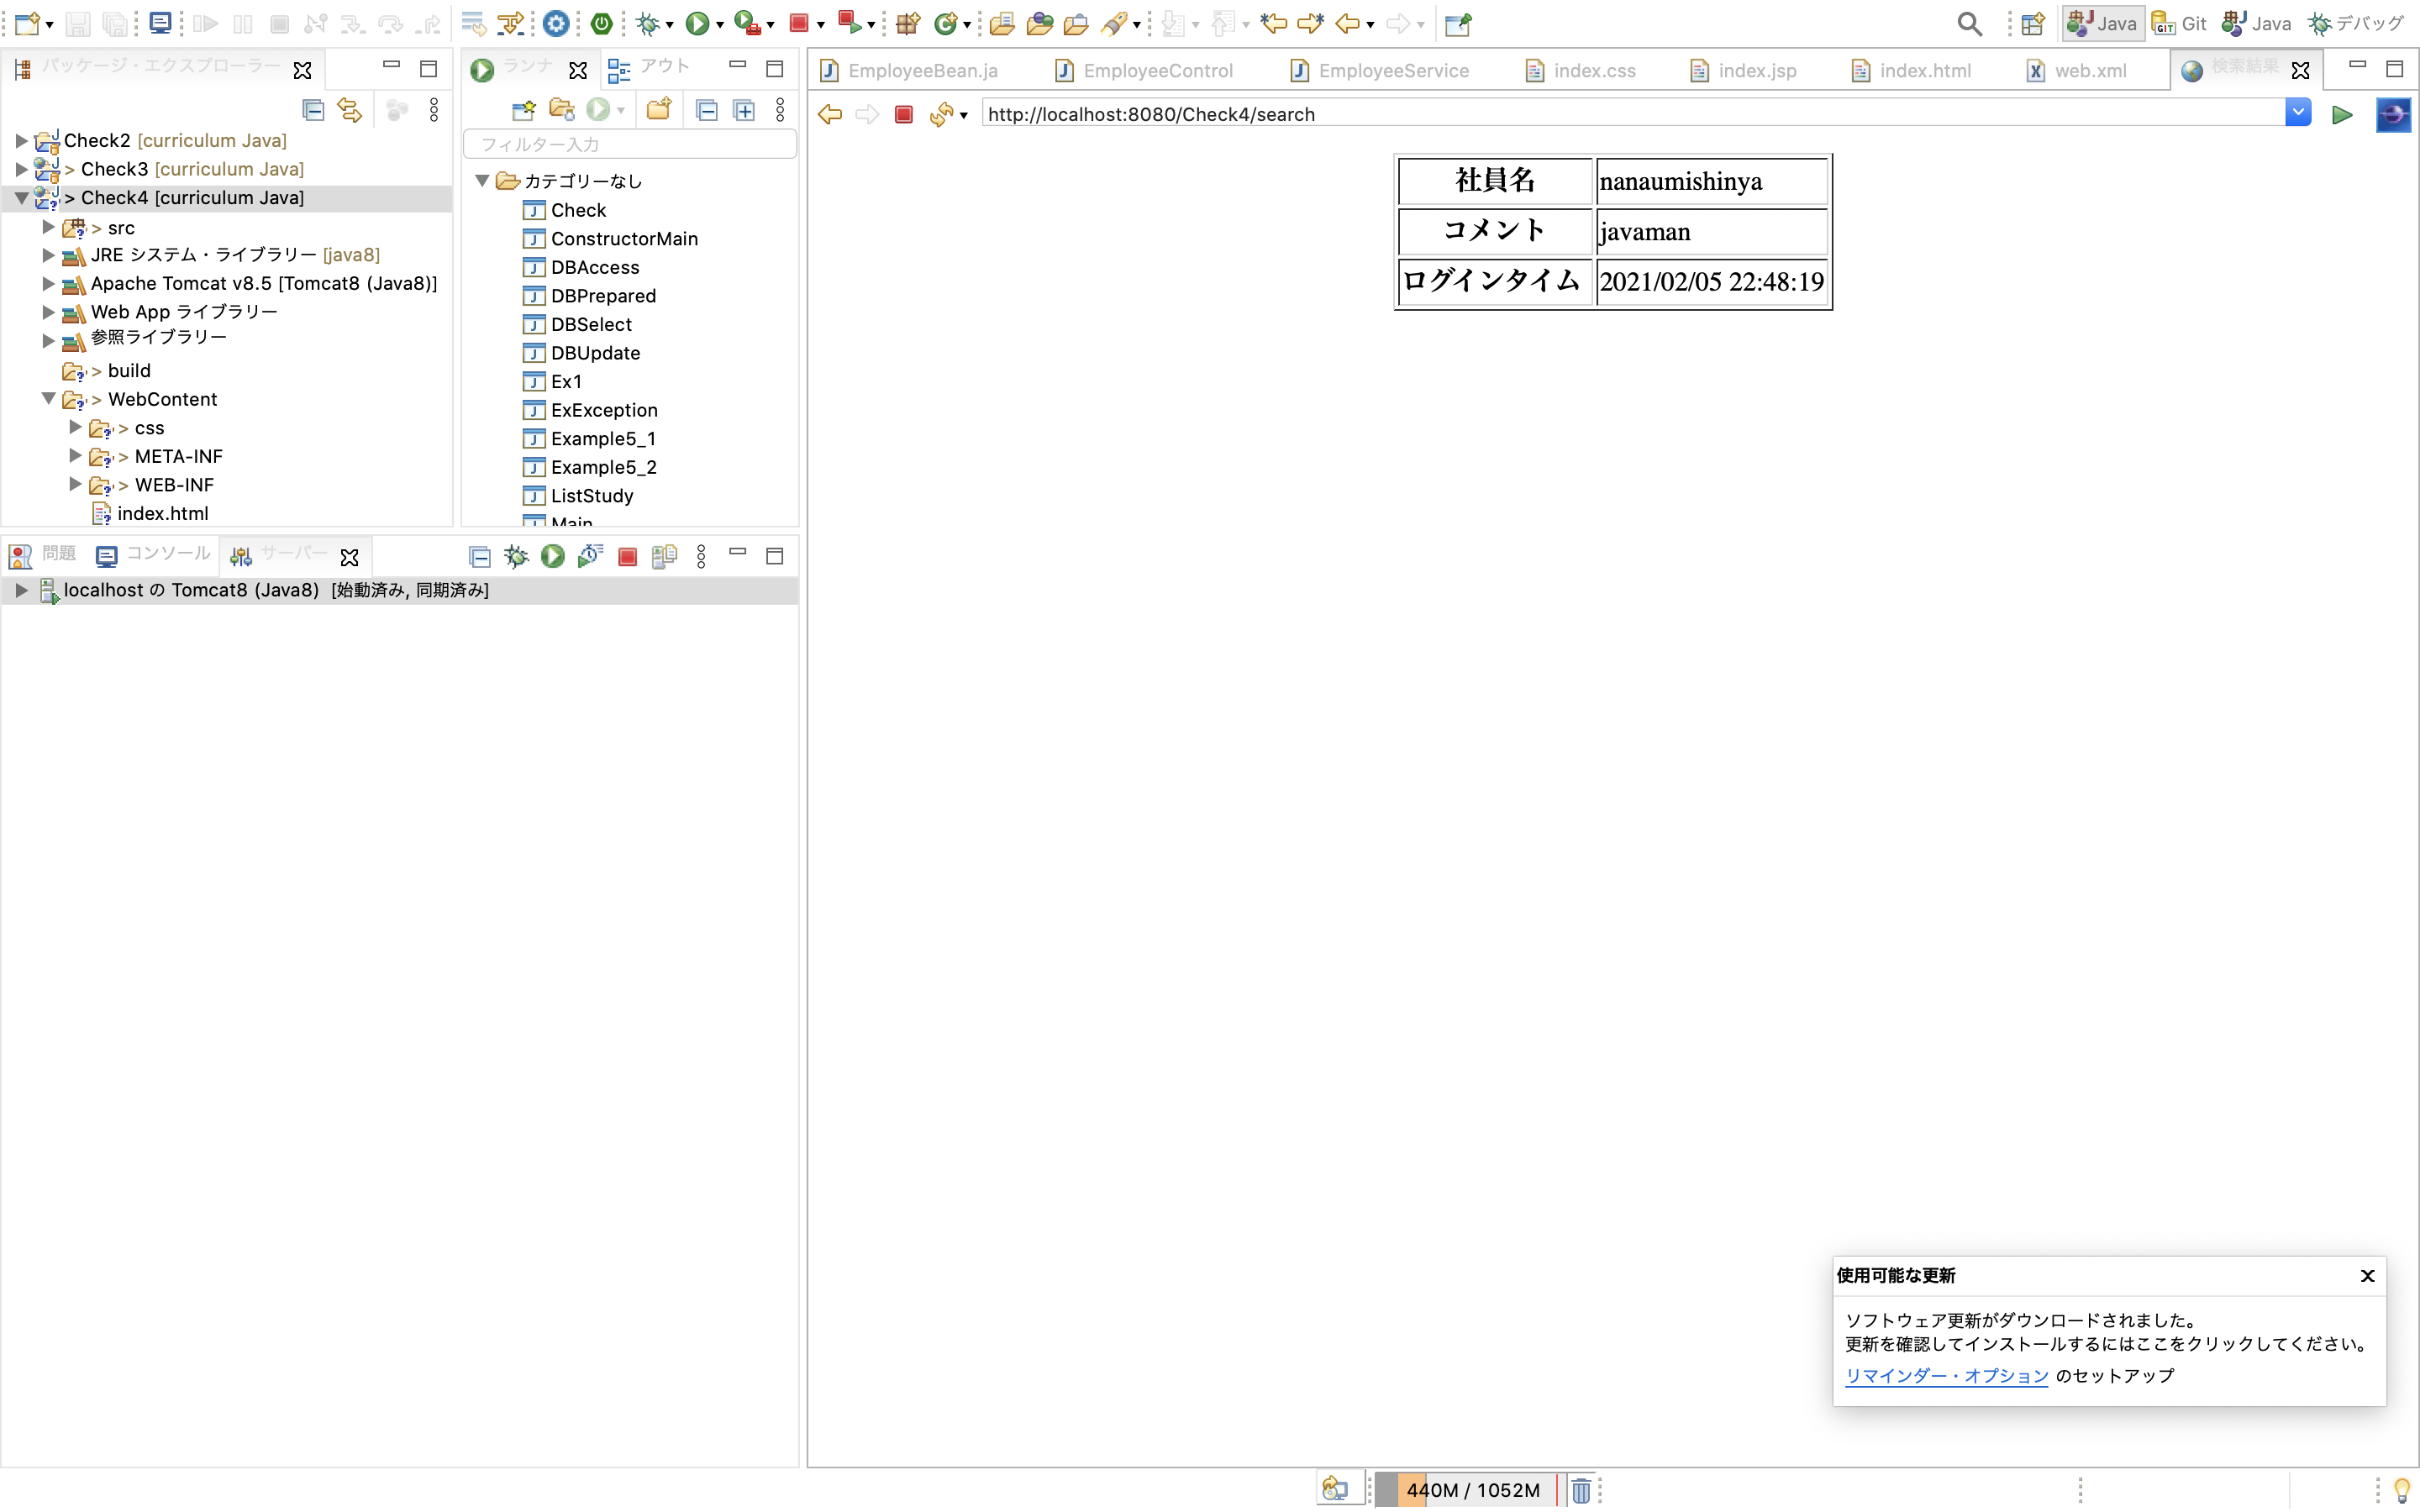 Java
Git
Java
デバッグ
パッケージ・エクスプローラー
Check2 [curriculum Java]
> Check3 [curriculum Java]
> Check4 [curriculum Java]
> src
JRE システム・ライブラリー [java8]
Apache Tomcat v8.5 [Tomcat8 (Java8)]
Web App ライブラリー
参照ライブラリー
> build
> WebContent
> css
> META-INF
> WEB-INF
index.html
ランナ
アウト
フィルター入力
カテゴリーなし
Check
ConstructorMain
DBAccess
DBPrepared
DBSelect
DBUpdate
Ex1
ExException
Example5_1
Example5_2
ListStudy
Main
問題
コンソール
サーバー
localhost の Tomcat8 (Java8) [始動済み, 同期済み]
EmployeeBean.ja
EmployeeControl
EmployeeService
index.css
index.jsp
index.html
web.xml
検索結果
http://localhost:8080/Check4/search
社員名 nanaumishinya
コメント javaman
ログインタイム 2021/02/05 22:48:19
使用可能な更新
ソフトウェア更新がダウンロードされました。
更新を確認してインストールするにはここをクリックしてください。
リマインダー・オプション のセットアップ
440M / 1052M